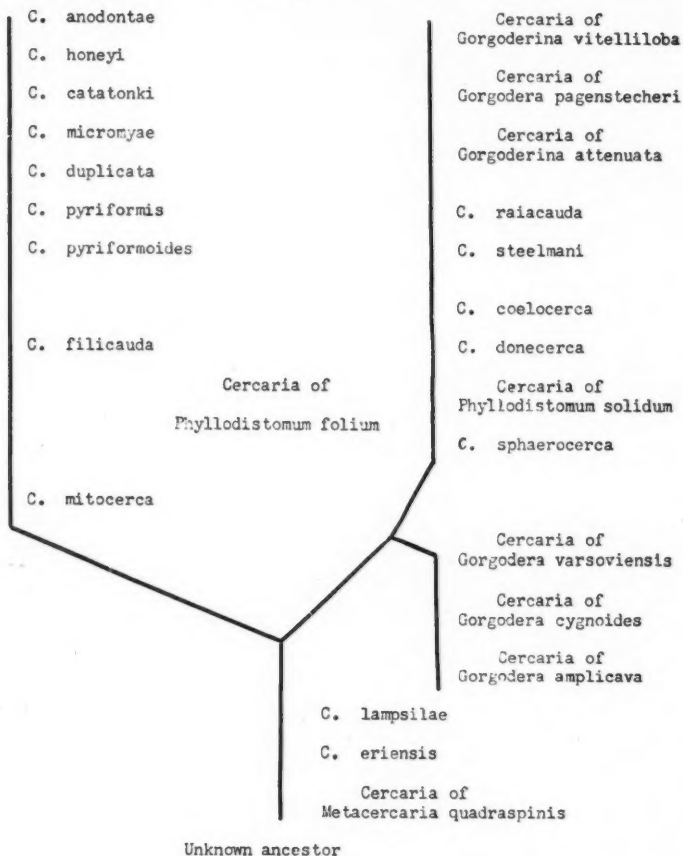 C. anodontae
C. honeyi
C. catatonki
C. micromyae
C. duplicata
C. pyriformis
C. pyriformoides
C. filicauda
C. mitocerca
Cercaria of
Phyllodistomum folium
Cercaria of
Gorgoderina vitelliloba
Cercaria of
Gorgodera pagenstecheri
Cercaria of
Gorgoderina attenuata
C. raiacauda
C. steelmani
C. coelocerca
C. donecerca
Cercaria of
Phyllodistomum solidum
C. sphaerocerca
Cercaria of
Gorgodera varsoviensis
Cercaria of
Gorgodera cygnoides
Cercaria of
Gorgodera amplicava
C. lampsilae
C. eriensis
Cercaria of
Metacercaria quadraspinis
Unknown ancestor